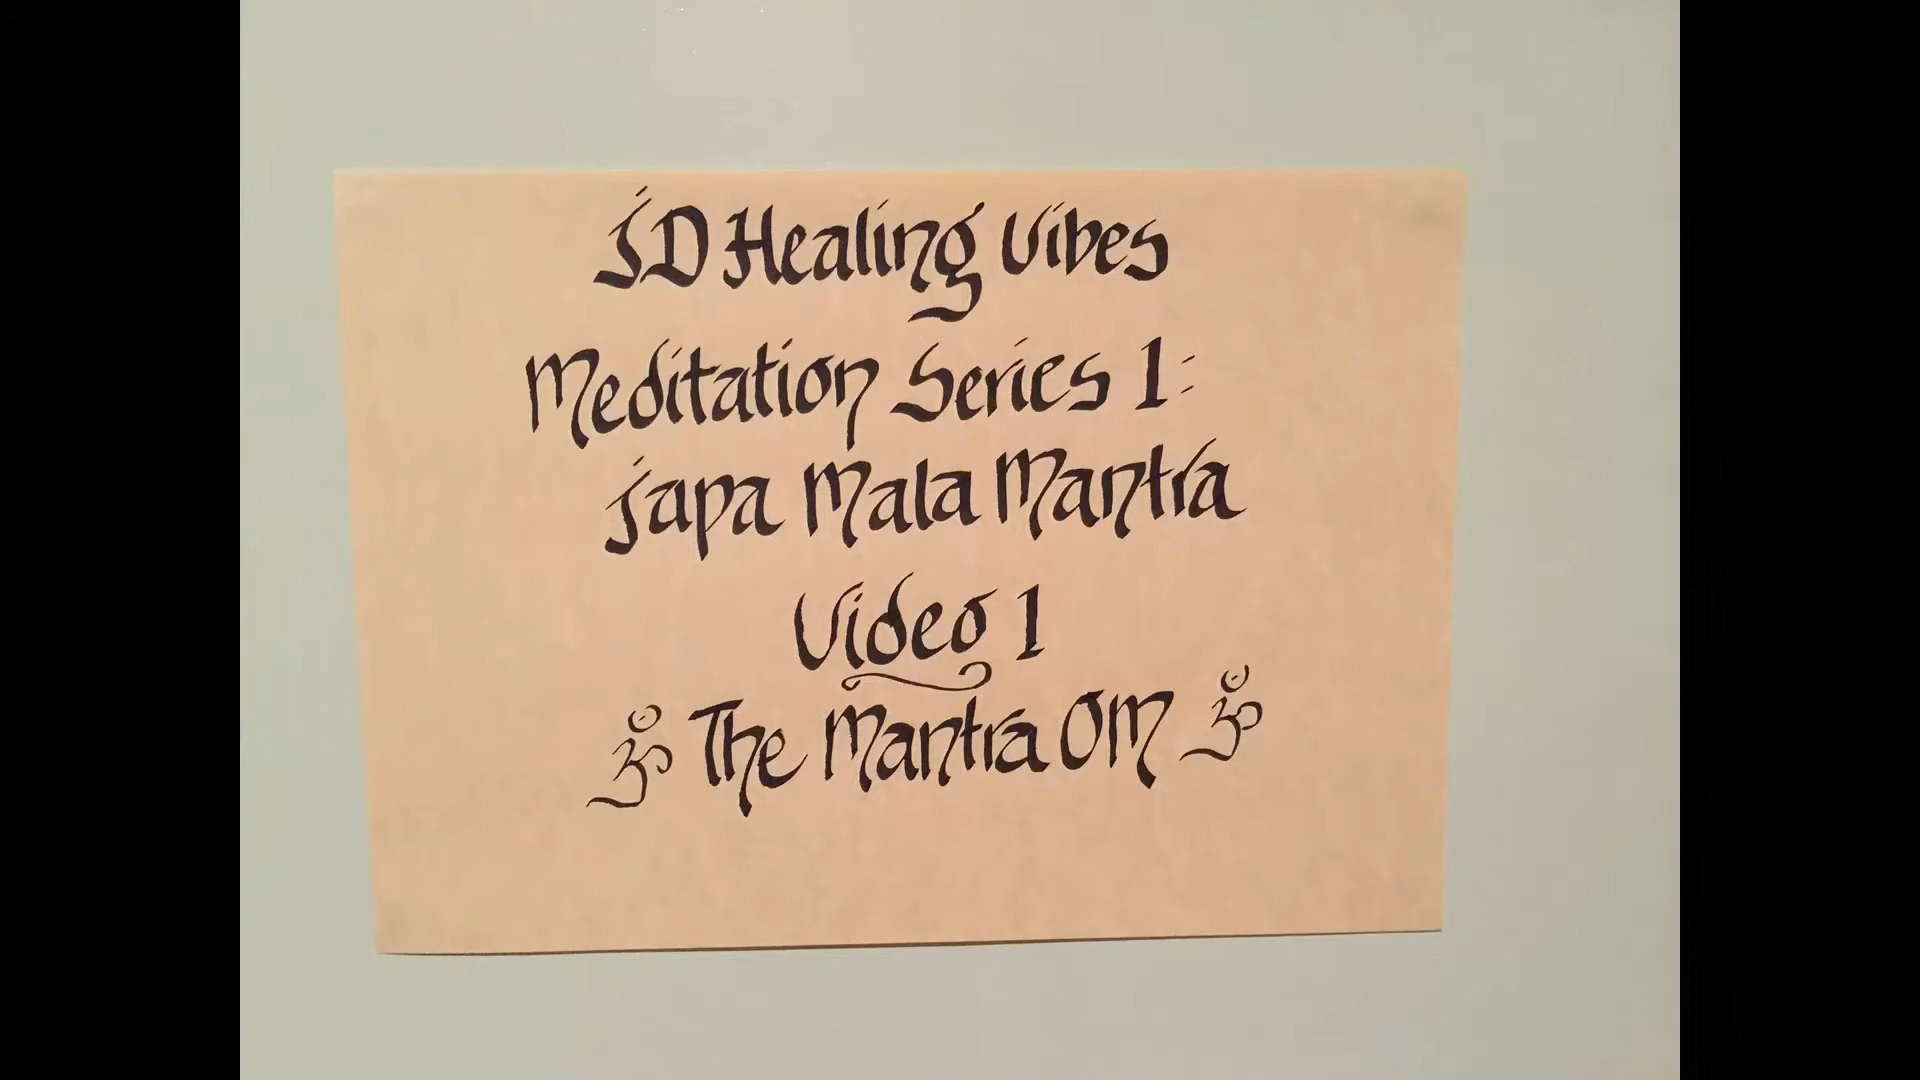 JD Healing Vibes
Meditation Series 1:
Japa Mala Mantra
Video 1
ॐ The Mantra OM ॐ